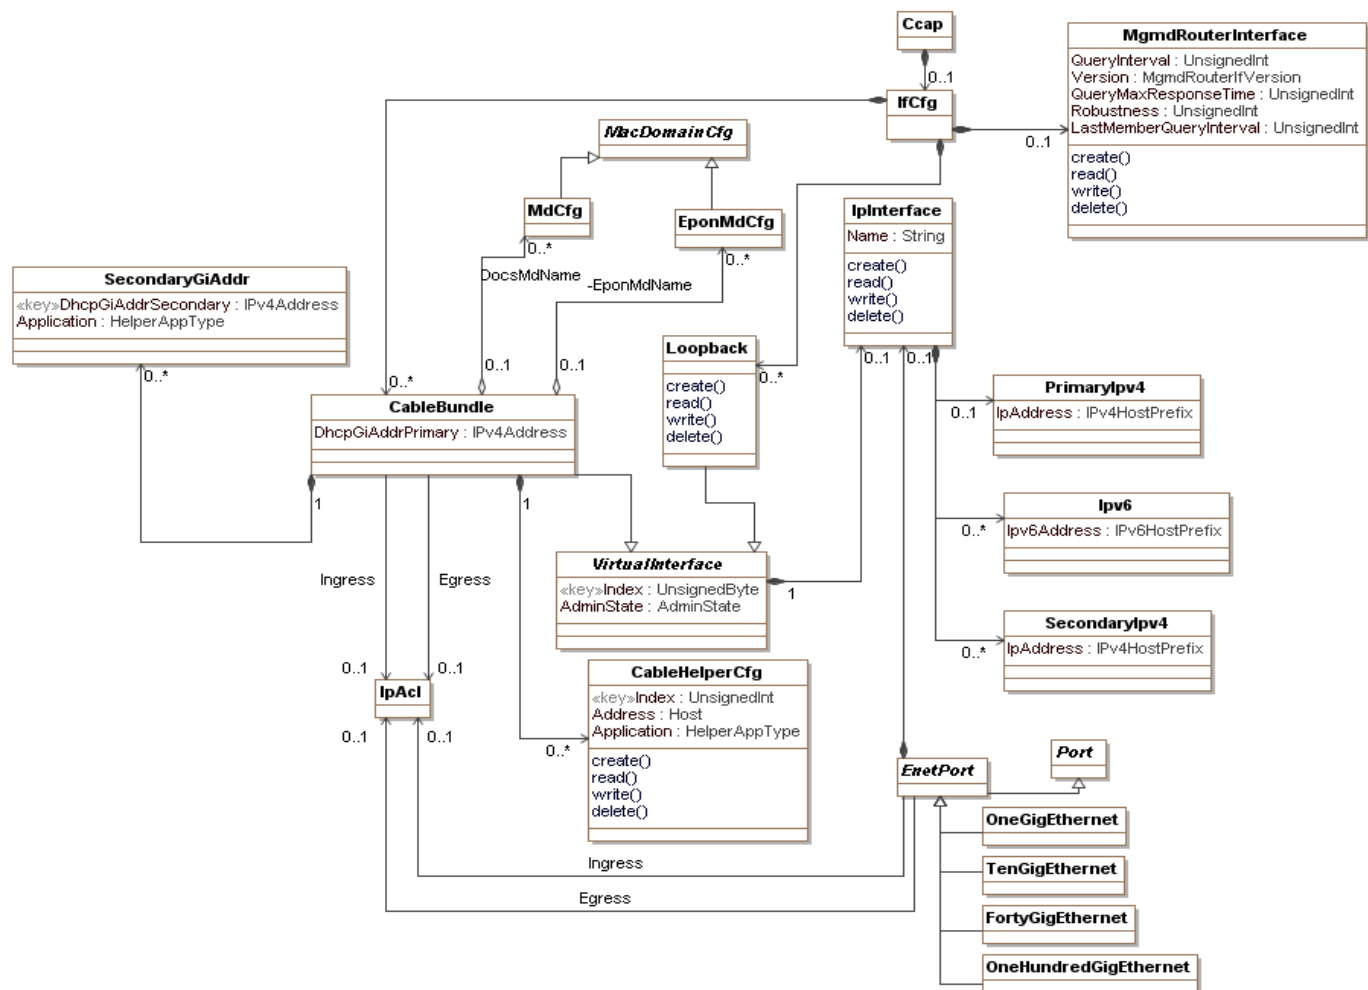 Ccap
0..1
IfCfg
MgmdRouterInterface
QueryInterval : UnsignedInt
Version : MgmdRouterIfVersion
QueryMaxResponseTime : UnsignedInt
Robustness : UnsignedInt
LastMemberQueryInterval : UnsignedInt
create()
read()
write()
delete()
0..1
MacDomainCfg
MdCfg
0..*
DocsMdName
EponMdCfg
0..*
-EponMdName
IpInterface
Name : String
create()
read()
write()
delete()
0..1
0..1
SecondaryGiAddr
«key»DhcpGiAddrSecondary : IPv4Address
Application : HelperAppType
0..*
0..1
0..1
0..*
CableBundle
DhcpGiAddrPrimary : IPv4Address
1
1
Loopback
create()
read()
write()
delete()
0..*
PrimaryIpv4
IpAddress : IPv4HostPrefix
0..1
Ipv6
Ipv6Address : IPv6HostPrefix
0..*
SecondaryIpv4
IpAddress : IPv4HostPrefix
0..*
Ingress
Egress
VirtualInterface
«key»Index : UnsignedByte
AdminState : AdminState
1
0..1
0..1
IpAcl
0..1
0..1
CableHelperCfg
«key»Index : UnsignedInt
Address : Host
Application : HelperAppType
create()
read()
write()
delete()
0..*
EnetPort
Port
OneGigEthernet
TenGigEthernet
FortyGigEthernet
OneHundredGigEthernet
Ingress
Egress